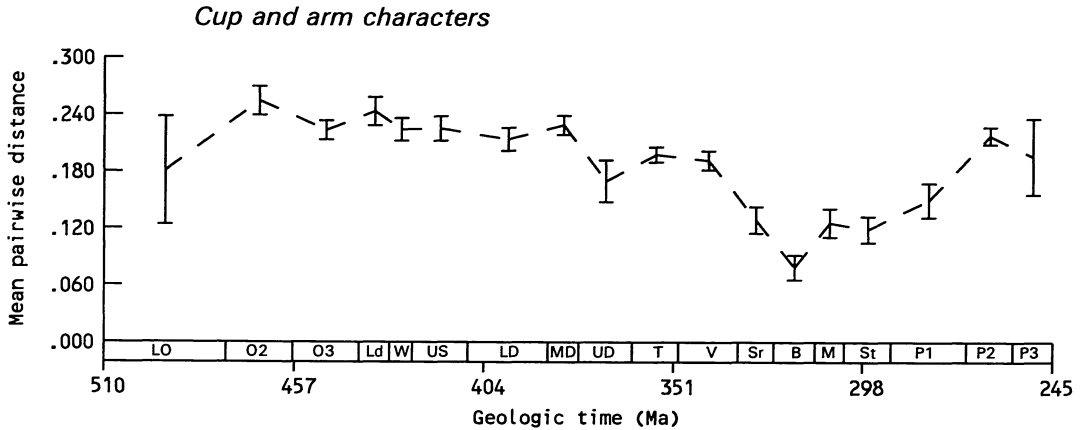 Cup and arm characters
Mean pairwise distance
.300
.240
.180
.120
.060
.000
LO O2 O3 Ld W US LD MD UD T V Sr B M St P1 P2 P3
510 457 404 351 298 245
Geologic time (Ma)